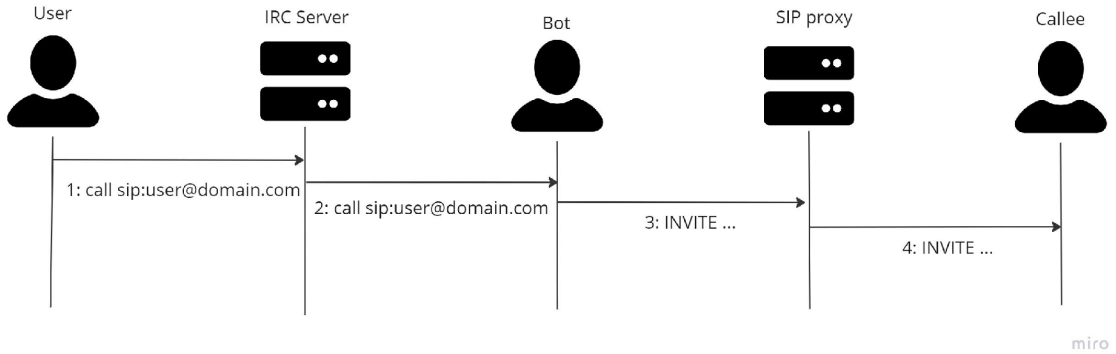 User
IRC Server
Bot
SIP proxy
Callee
1: call sip:user@domain.com
2: call sip:user@domain.com
3: INVITE ...
4: INVITE ...
miro